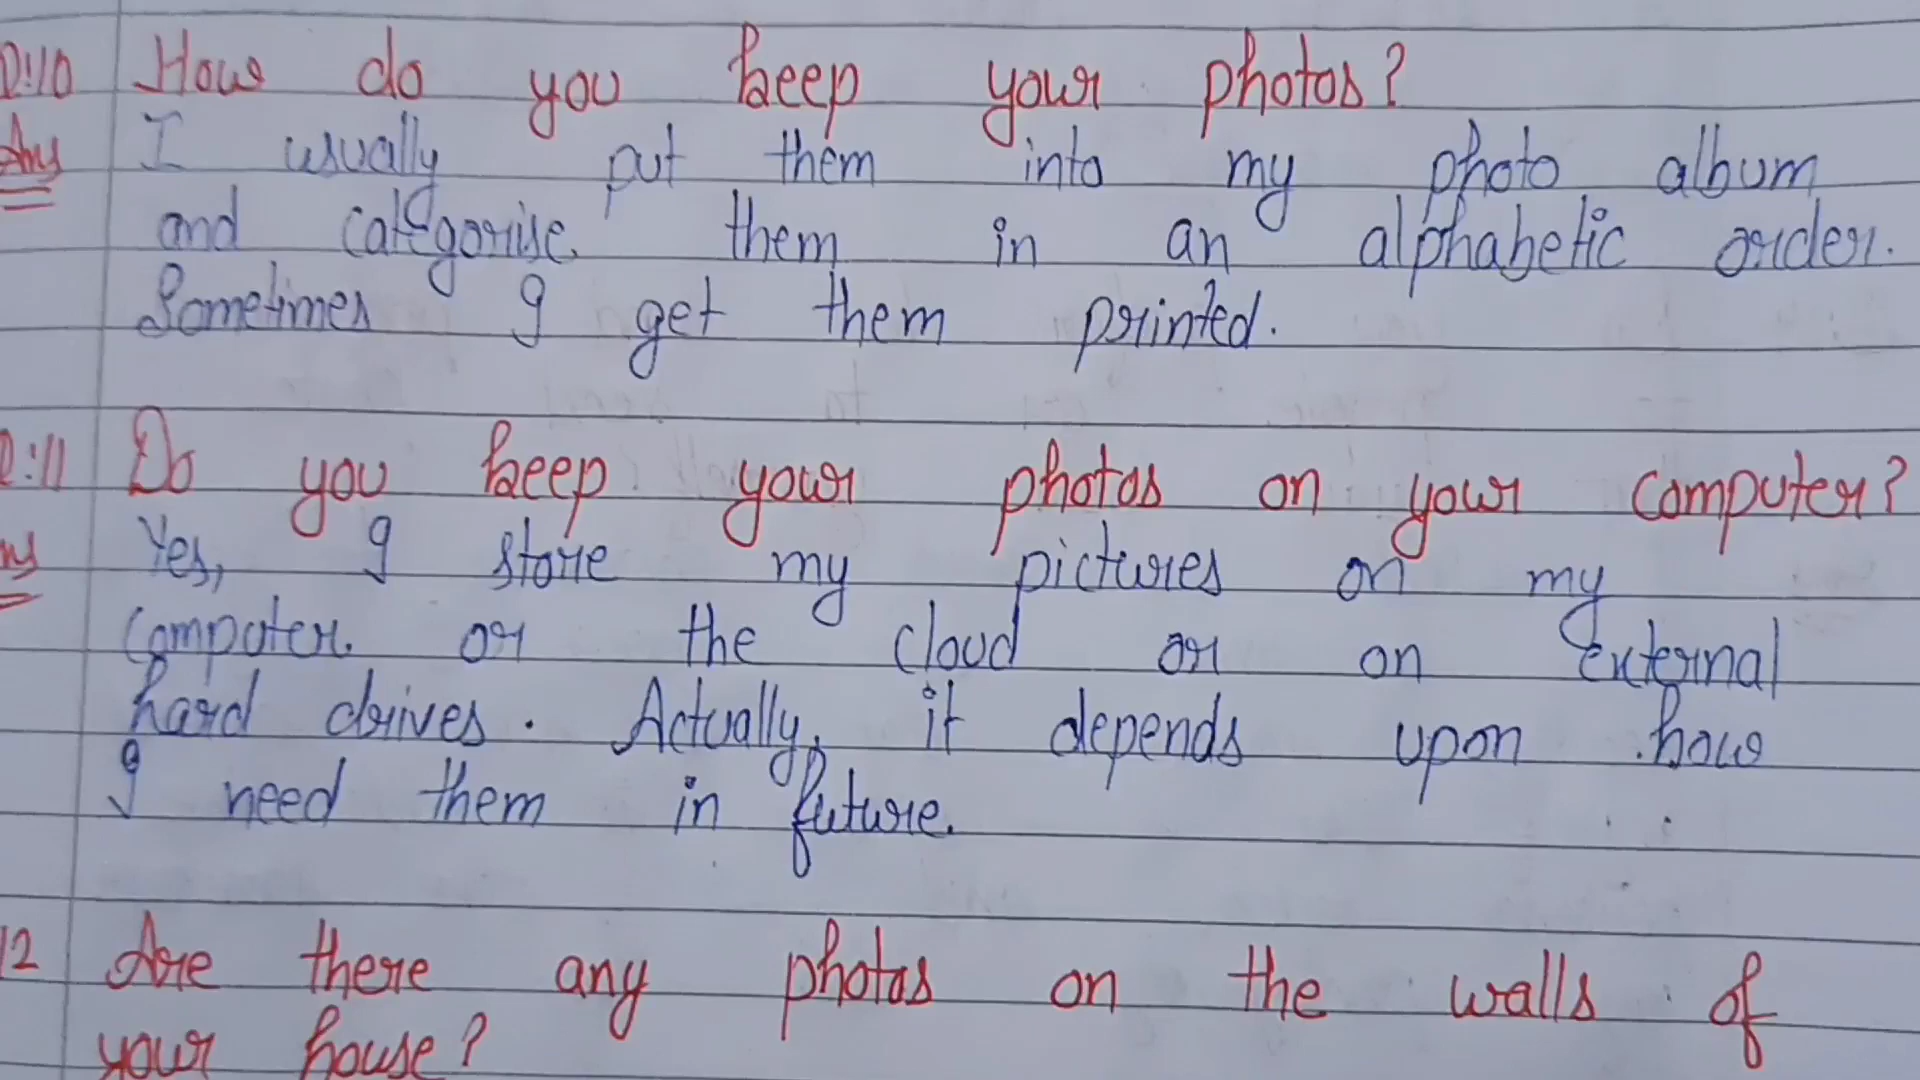 Q:10 How do you keep your photos?
Ans I usually put them into my photo album
and categorise them in an alphabetic order.
Sometimes I get them printed.
Q:11 Do you keep your photos on your computer?
Ans Yes, I store my pictures on my
computer or the cloud or on external
hard drives. Actually, it depends upon how
I need them in future.
12 Are there any photos on the walls of
your house?